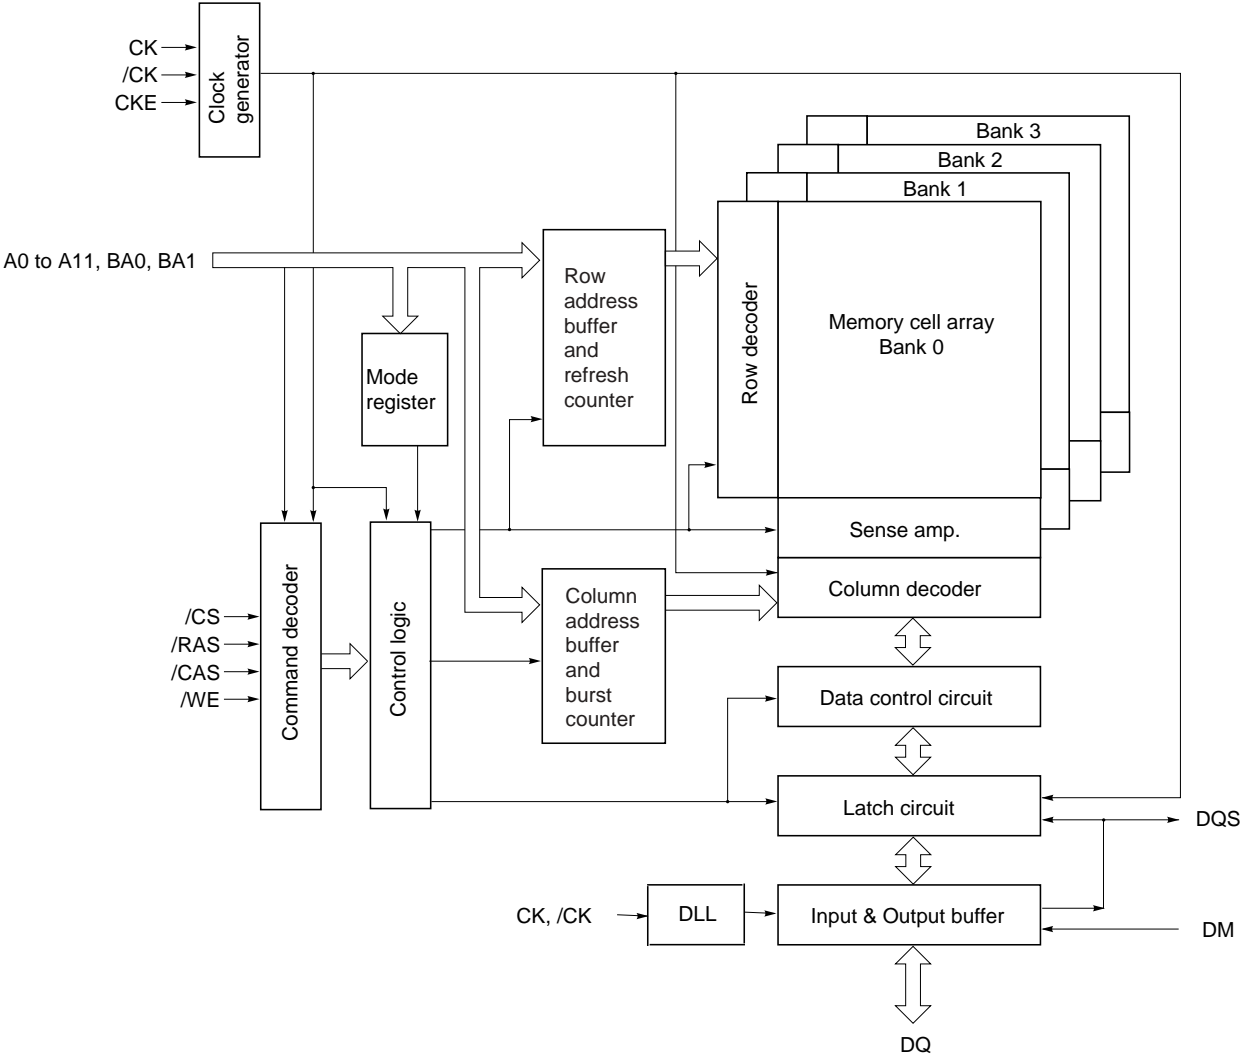 CK
/CK
CKE
Clock
generator
Bank 3
Bank 2
Bank 1
A0 to A11, BA0, BA1
Row
address
buffer
and
refresh
counter
Row decoder
Memory cell array
Bank 0
Mode
register
Sense amp.
Column decoder
Command decoder
Control logic
Column
address
buffer
and
burst
counter
/CS
/RAS
/CAS
/WE
Data control circuit
Latch circuit
DQS
CK, /CK
DLL
Input & Output buffer
DM
DQ